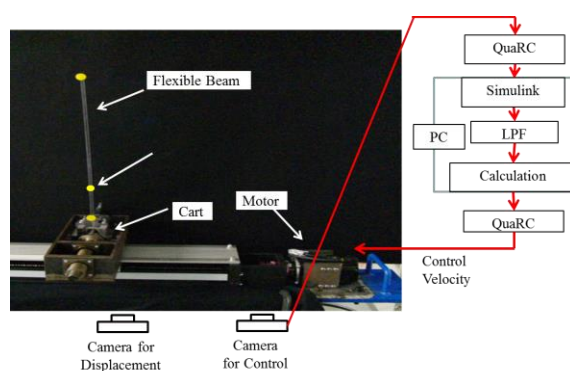 Flexible Beam
Cart
Motor
Camera for
Displacement
Camera
for Control
QuaRC
Simulink
PC
LPF
Calculation
QuaRC
Control
Velocity